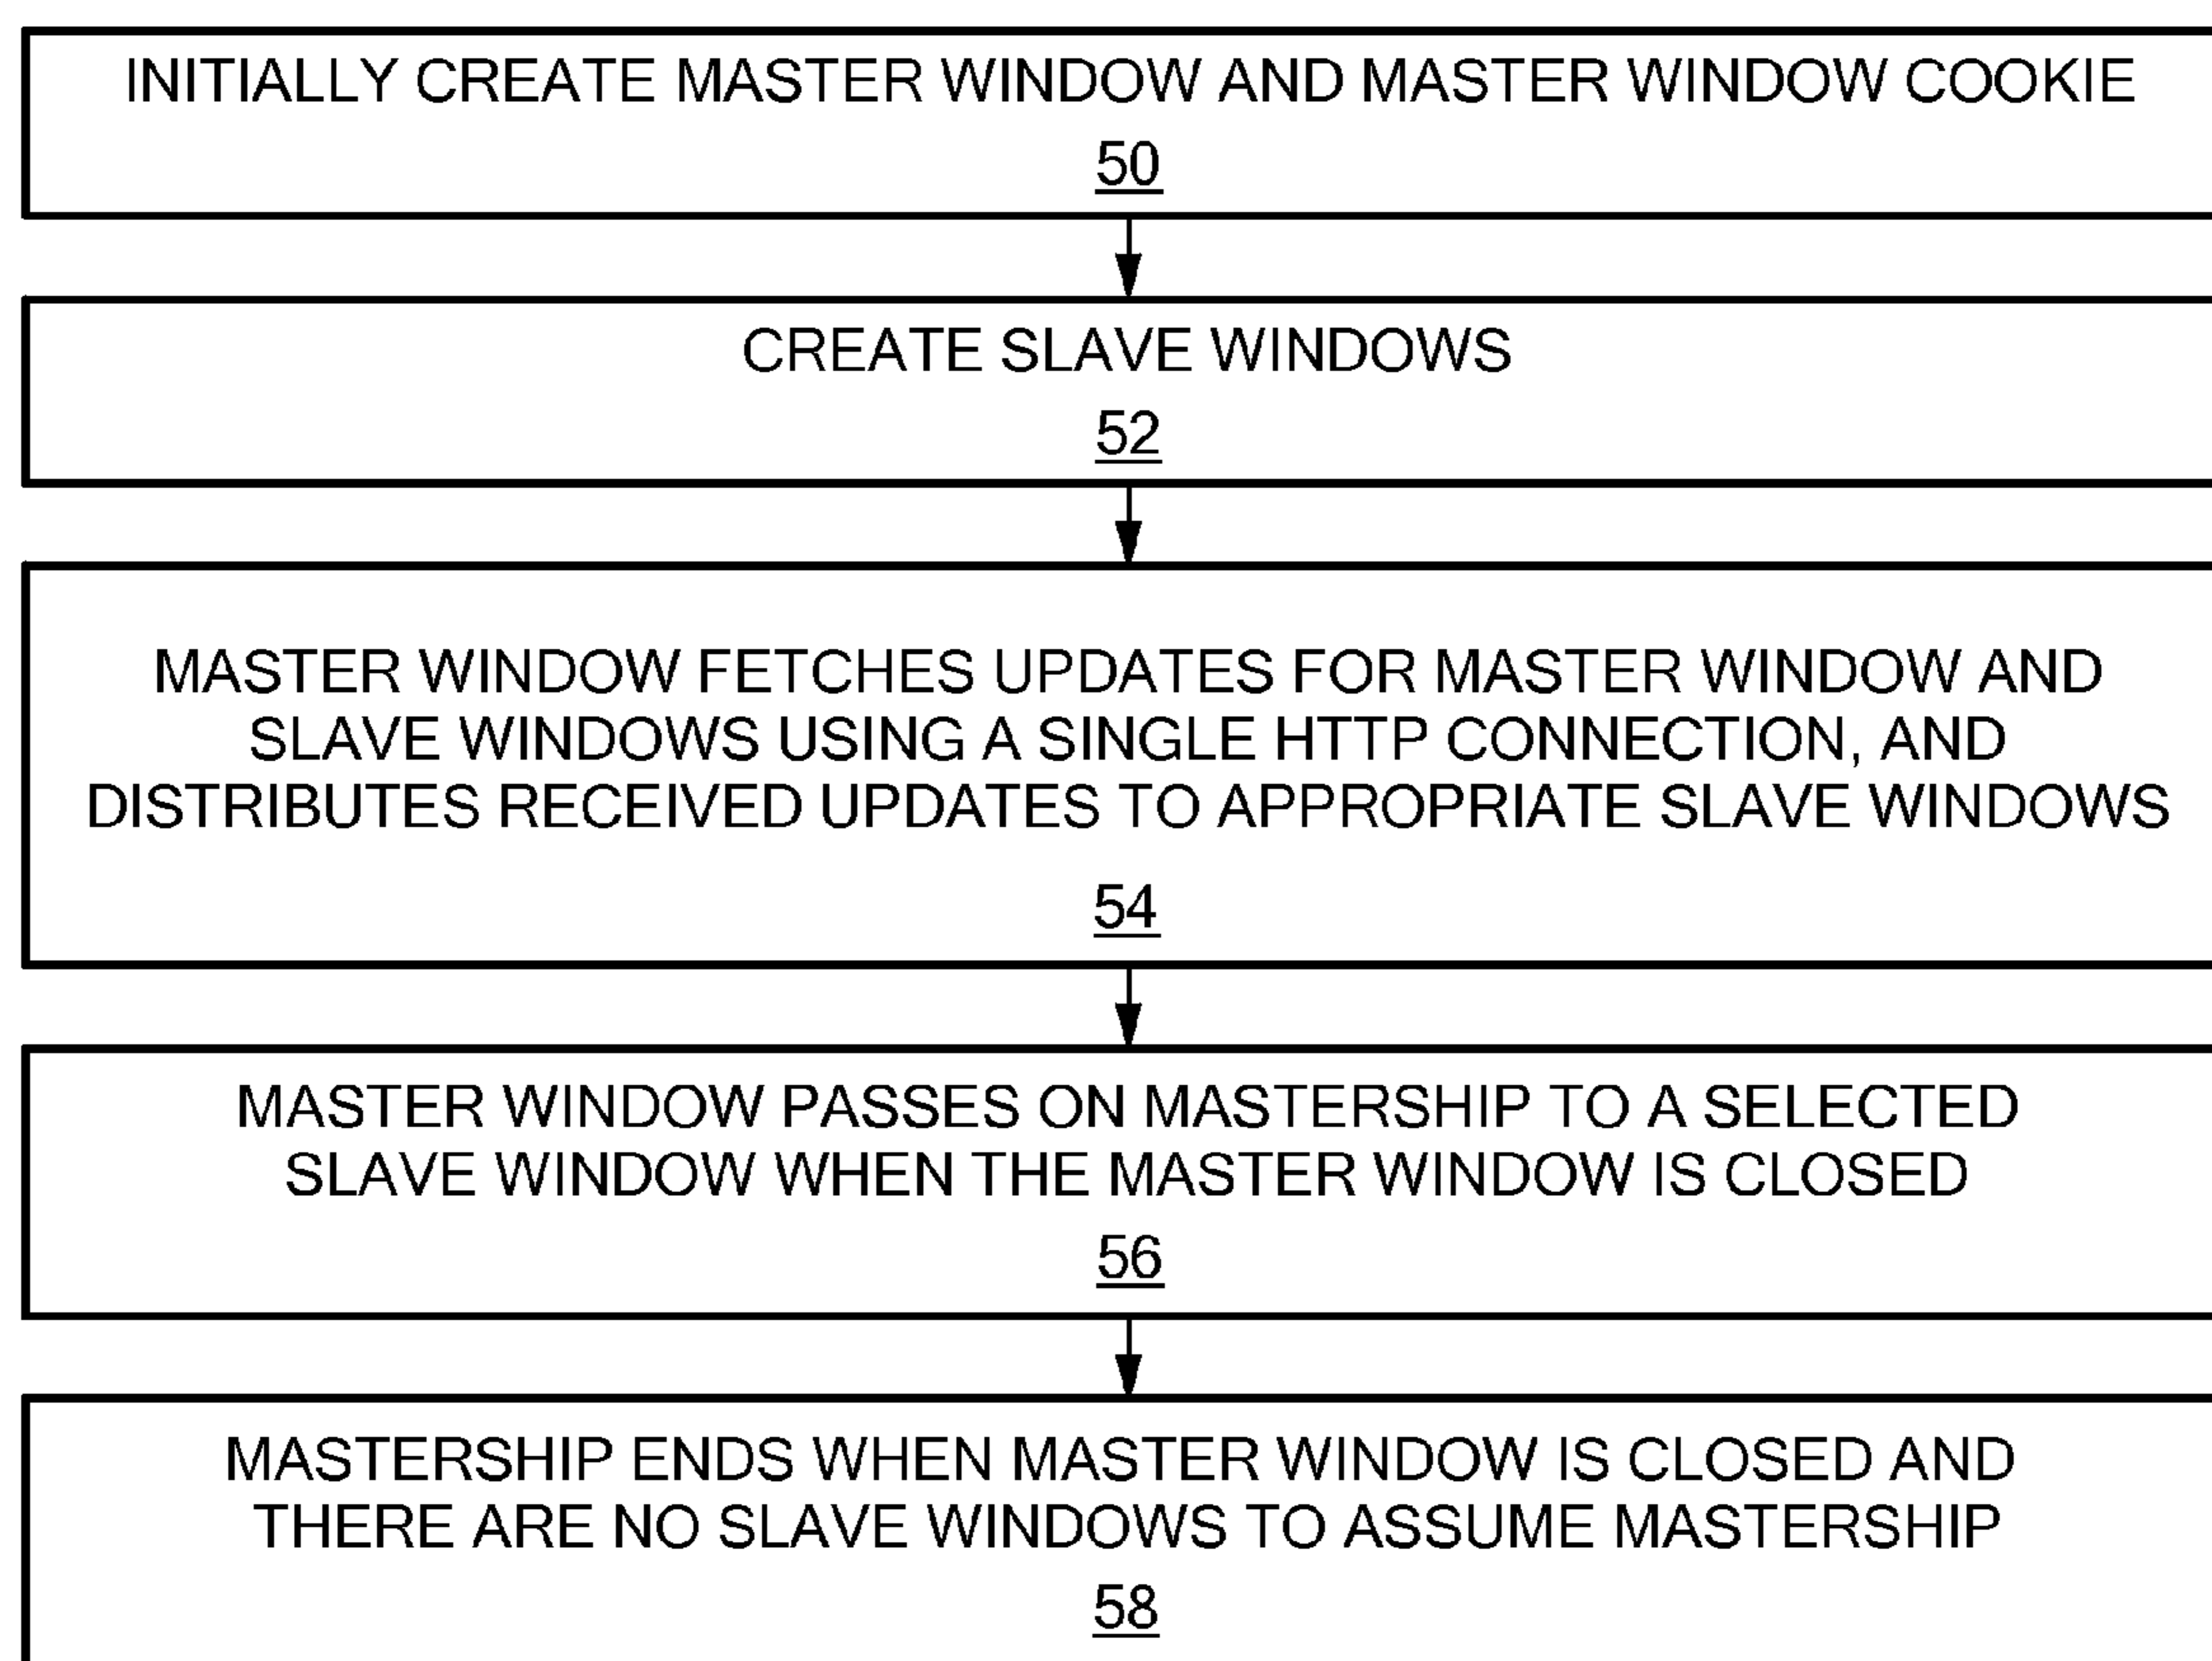 INITIALLY CREATE MASTER WINDOW AND MASTER WINDOW COOKIE
50
CREATE SLAVE WINDOWS
52
MASTER WINDOW FETCHES UPDATES FOR MASTER WINDOW AND
SLAVE WINDOWS USING A SINGLE HTTP CONNECTION, AND
DISTRIBUTES RECEIVED UPDATES TO APPROPRIATE SLAVE WINDOWS
54
MASTER WINDOW PASSES ON MASTERSHIP TO A SELECTED
SLAVE WINDOW WHEN THE MASTER WINDOW IS CLOSED
56
MASTERSHIP ENDS WHEN MASTER WINDOW IS CLOSED AND
THERE ARE NO SLAVE WINDOWS TO ASSUME MASTERSHIP
58